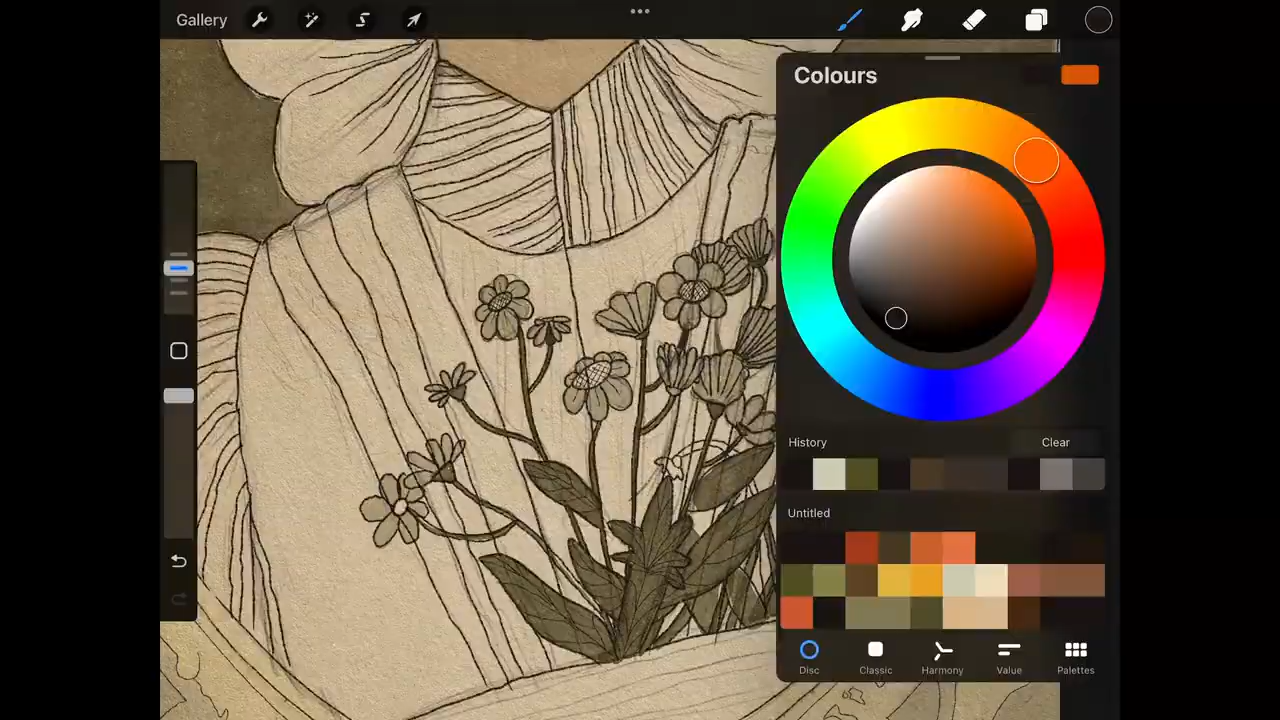 Gallery
Colours
History
Clear
Untitled
Disc
Classic
Harmony
Value
Palettes